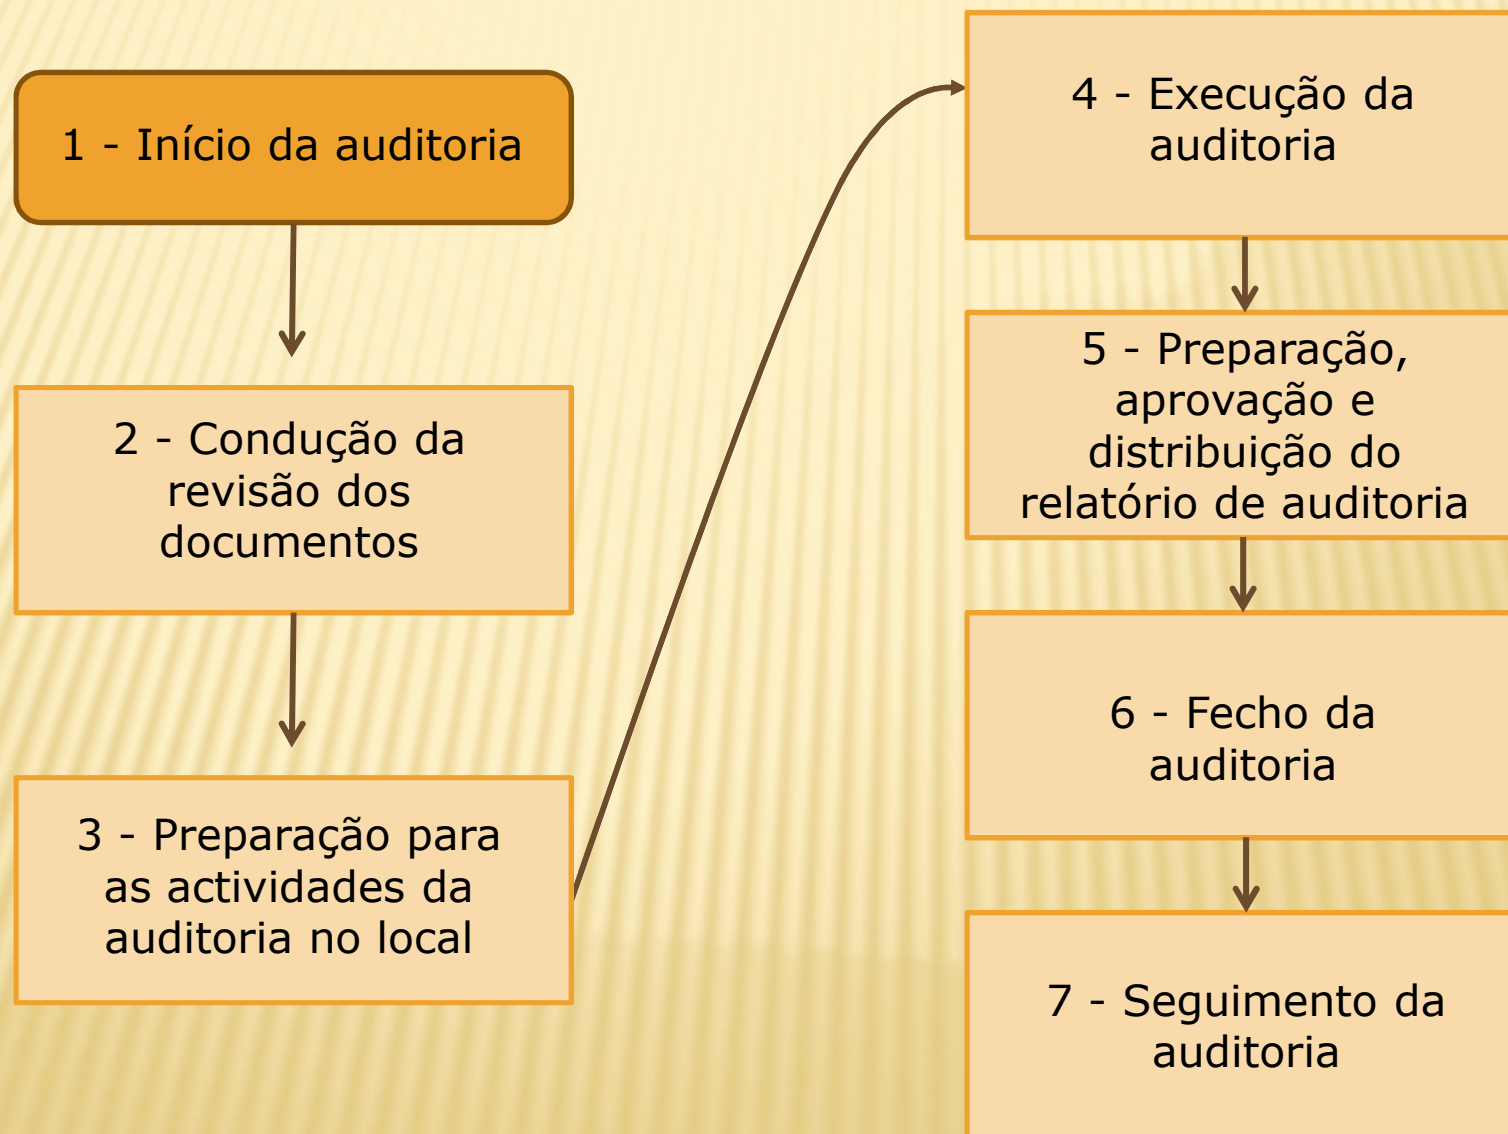 1 - Início da auditoria
2 - Condução da
revisão dos
documentos
3 - Preparação para
as actividades da
auditoria no local
4 - Execução da
auditoria
5 - Preparação,
aprovação e
distribuição do
relatório de auditoria
6 - Fecho da
auditoria
7 - Seguimento da
auditoria